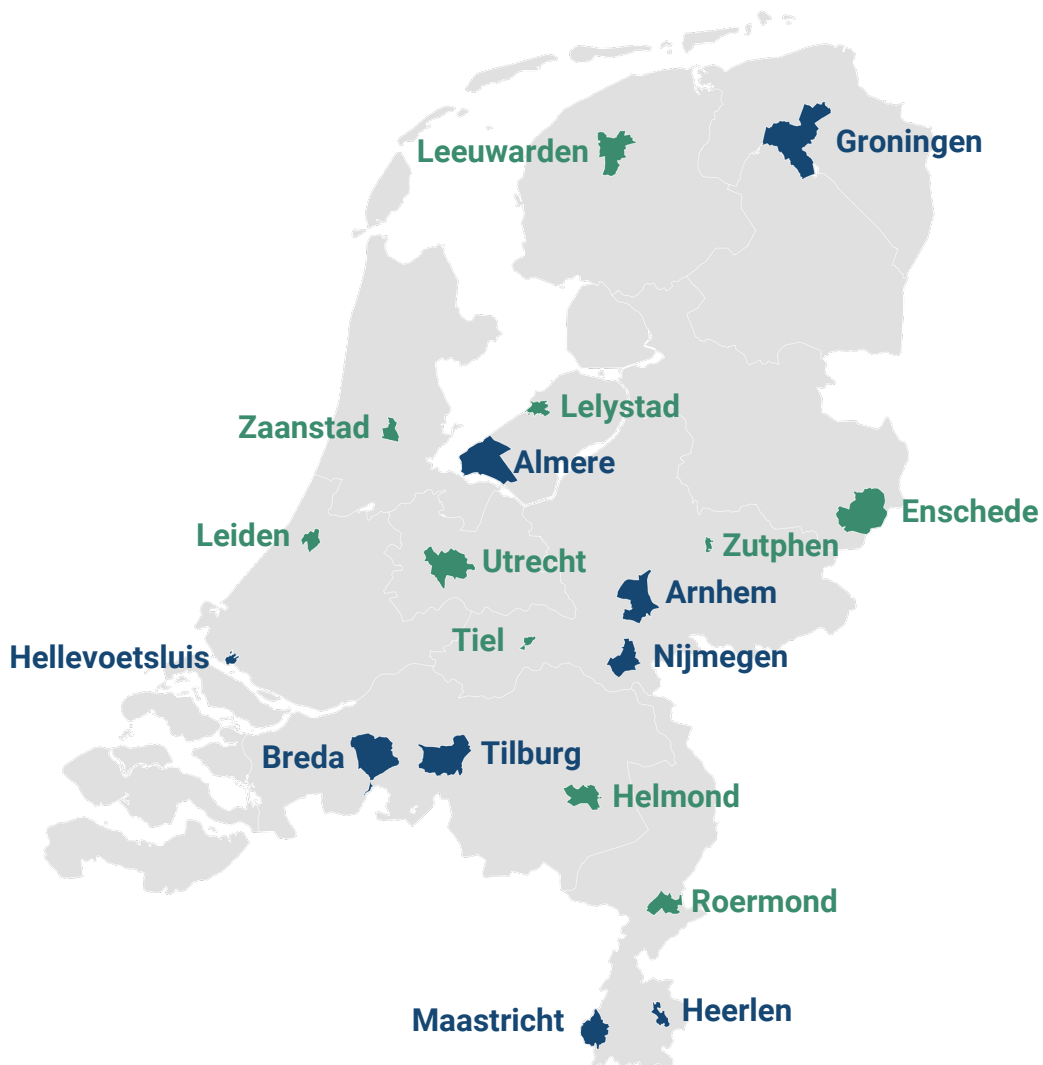 Groningen
Leeuwarden
Lelystad
Zaanstad
Almere
Enschede
Leiden
Zutphen
Utrecht
Arnhem
Tiel
Hellevoetsluis
Nijmegen
Breda
Tilburg
Helmond
Roermond
Maastricht
Heerlen